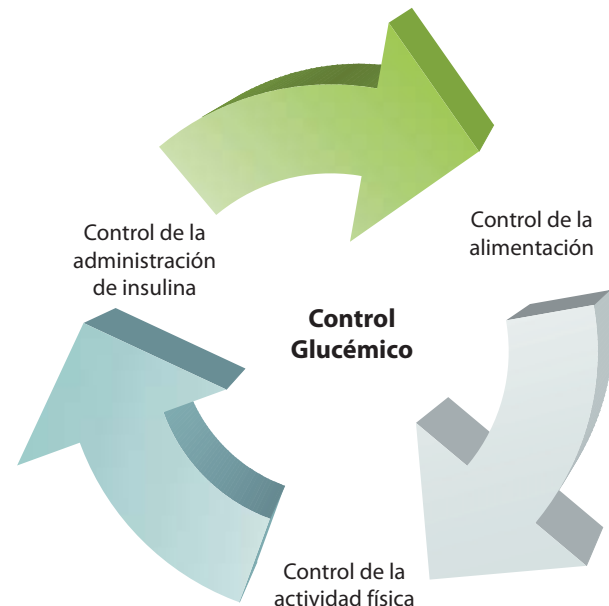 Control de la
administración
de insulina
Control de la
alimentación
Control
Glucémico
Control de la
actividad física